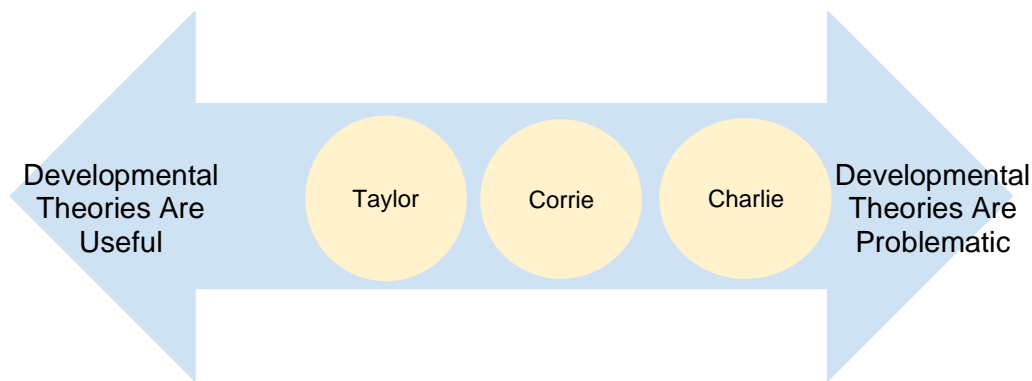 Developmental
Theories Are
Useful
Taylor
Corrie
Charlie
Developmental
Theories Are
Problematic